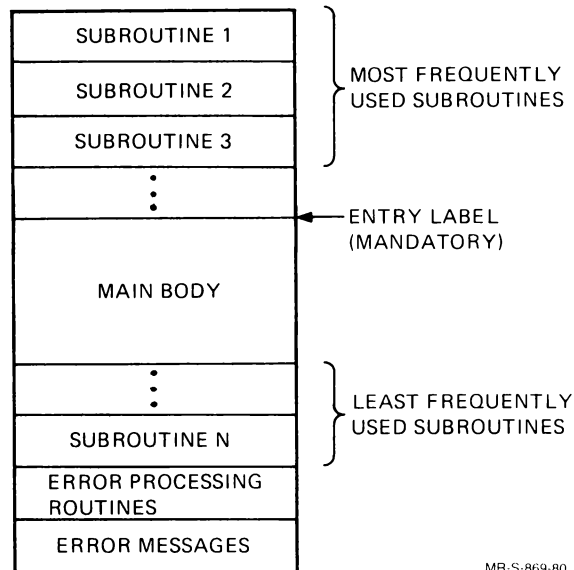 SUBROUTINE 1
SUBROUTINE 2
SUBROUTINE 3
MOST FREQUENTLY
USED SUBROUTINES
ENTRY LABEL
(MANDATORY)
MAIN BODY
SUBROUTINE N
LEAST FREQUENTLY
USED SUBROUTINES
ERROR PROCESSING
ROUTINES
ERROR MESSAGES
MR-S-869-80